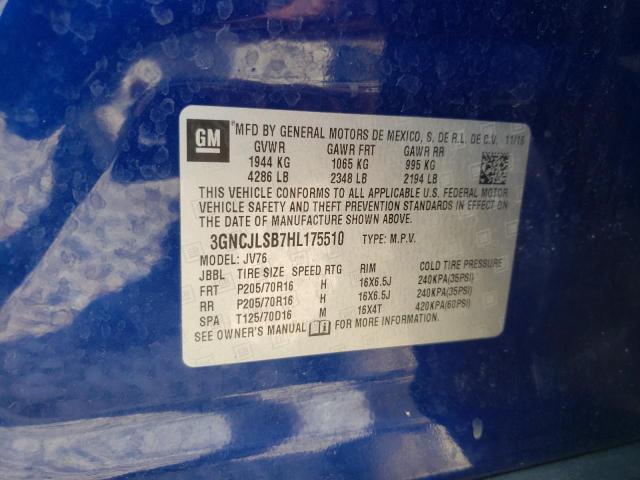 GM
MFD BY GENERAL MOTORS DE MEXICO, S. DE R.L. DE C.V. 11/16
GVWR GAWR FRT GAWR RR
1944 KG 1065 KG 995 KG
4286 LB 2348 LB 2194 LB
THIS VEHICLE CONFORMS TO ALL APPLICABLE U.S. FEDERAL MOTOR
VEHICLE SAFETY AND THEFT PREVENTION STANDARDS IN EFFECT ON
THE DATE OF MANUFACTURE SHOWN ABOVE.
3GNCJLSB7HL175510 TYPE: M.P.V.
MODEL: JV76
JBBL TIRE SIZE SPEED RTG RIM COLD TIRE PRESSURE
FRT P205/70R16 H 16X6.5J 240KPA(35PSI)
RR P205/70R16 H 16X6.5J 240KPA(35PSI)
SPA T125/70D16 M 16X4T 420KPA(60PSI)
SEE OWNER'S MANUAL FOR MORE INFORMATION.